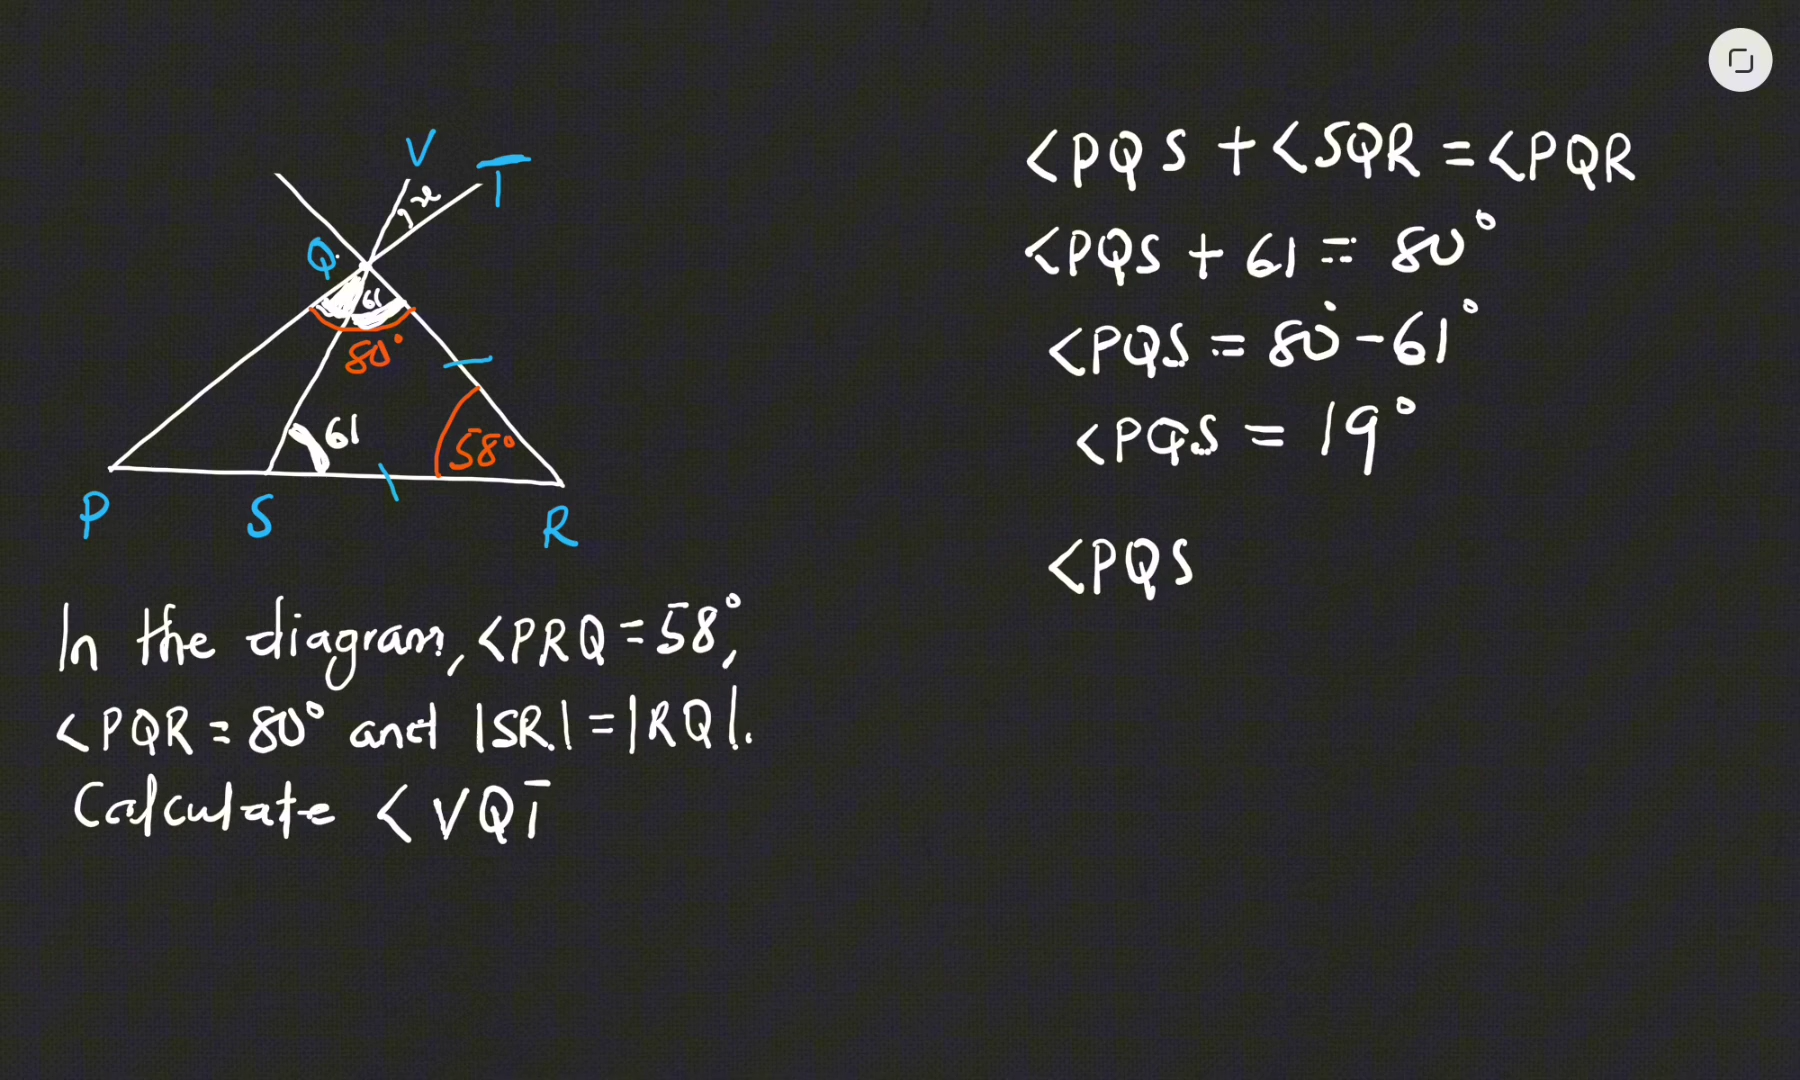 V
T
x
Q
61
80°
61
58°
P
S
R
In the diagram, <PRQ = 58°,
<PQR = 80° and |SR| = |RQ|.
Calculate < VQT
<PQS + <SQR = <PQR
<PQS + 61 = 80°
<PQS = 80° - 61°
<PQS = 19°
<PQS